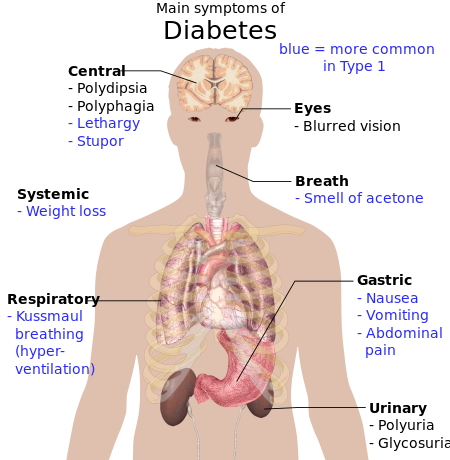 Main symptoms of
Diabetes
blue = more common
in Type 1
Central
- Polydipsia
- Polyphagia
- Lethargy
- Stupor
Eyes
- Blurred vision
Breath
- Smell of acetone
Systemic
- Weight loss
Respiratory
- Kussmaul
breathing
(hyper-
ventilation)
Gastric
- Nausea
- Vomiting
- Abdominal
pain
Urinary
- Polyuria
- Glycosuria